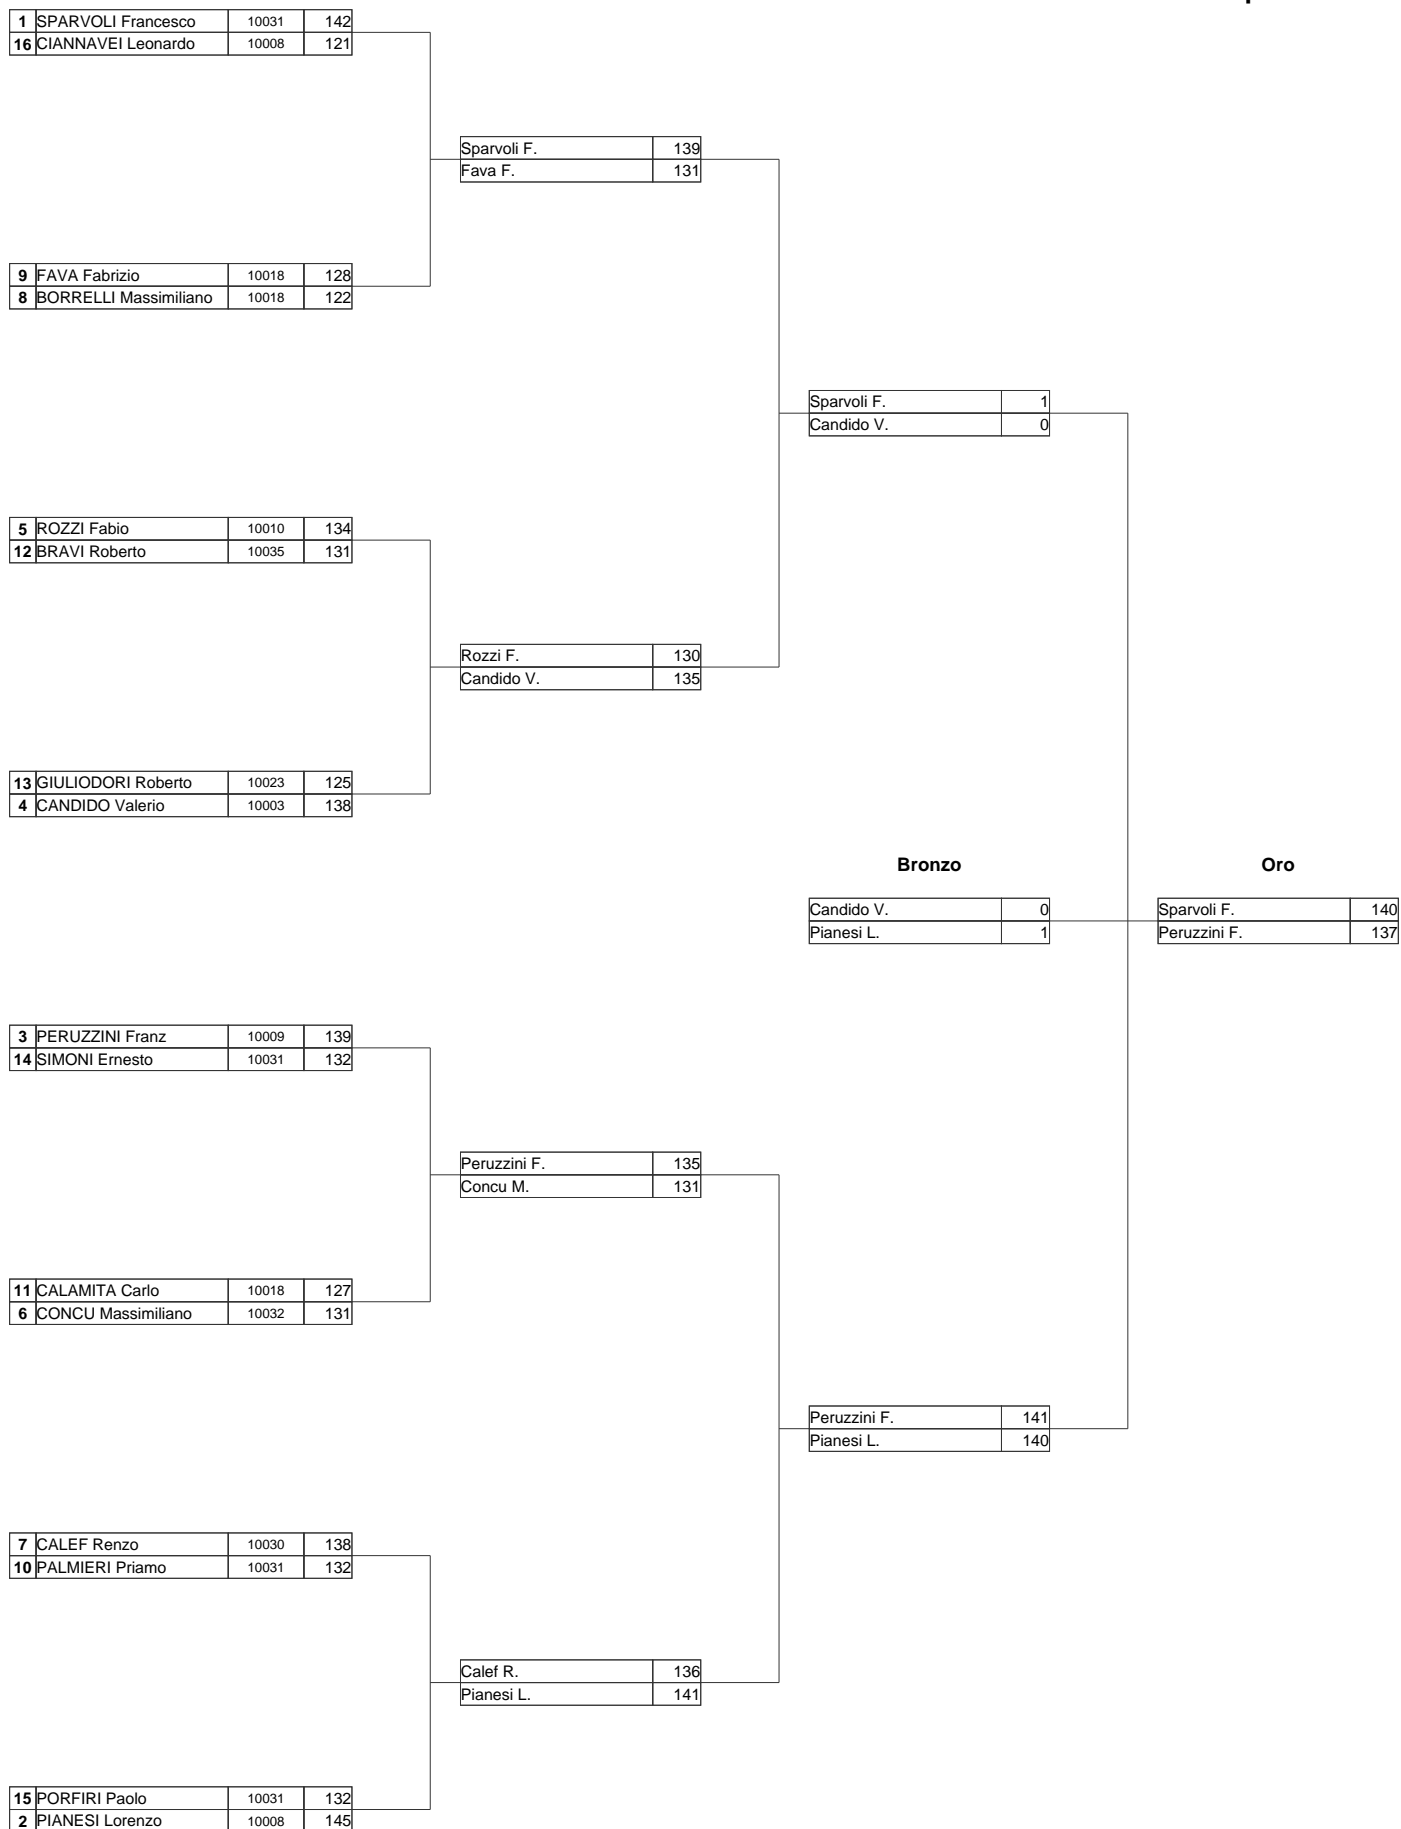 1 SPARVOLI Francesco 10031 142
16 CIANNAVEI Leonardo 10008 121
Sparvoli F. 139
Fava F. 131
9 FAVA Fabrizio 10018 128
8 BORRELLI Massimiliano 10018 122
Sparvoli F. 1
Candido V. 0
5 ROZZI Fabio 10010 134
12 BRAVI Roberto 10035 131
Rozzi F. 130
Candido V. 135
13 GIULIODORI Roberto 10023 125
4 CANDIDO Valerio 10003 138
Bronzo Oro
Candido V. 0 Sparvoli F. 140
Pianesi L. 1 Peruzzini F. 137
3 PERUZZINI Franz 10009 139
14 SIMONI Ernesto 10031 132
Peruzzini F. 135
Concu M. 131
11 CALAMITA Carlo 10018 127
6 CONCU Massimiliano 10032 131
Peruzzini F. 141
Pianesi L. 140
7 CALEF Renzo 10030 138
10 PALMIERI Priamo 10031 132
Calef R. 136
Pianesi L. 141
15 PORFIRI Paolo 10031 132
2 PIANESI Lorenzo 10008 145